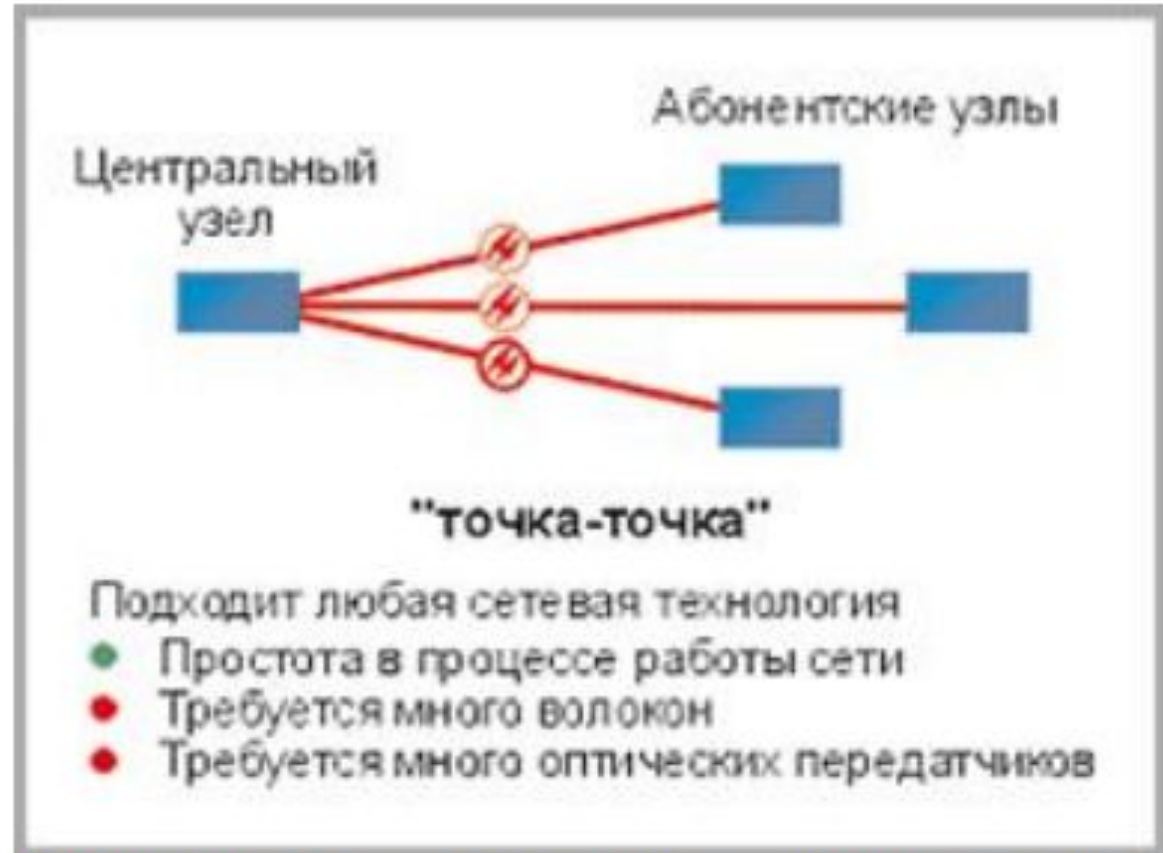 Абонентские узлы
Центральный
узел
"точка-точка"
Подходит любая сетевая технология
Простота в процессе работы сети
Требуется много волокон
Требуется много оптических передатчиков